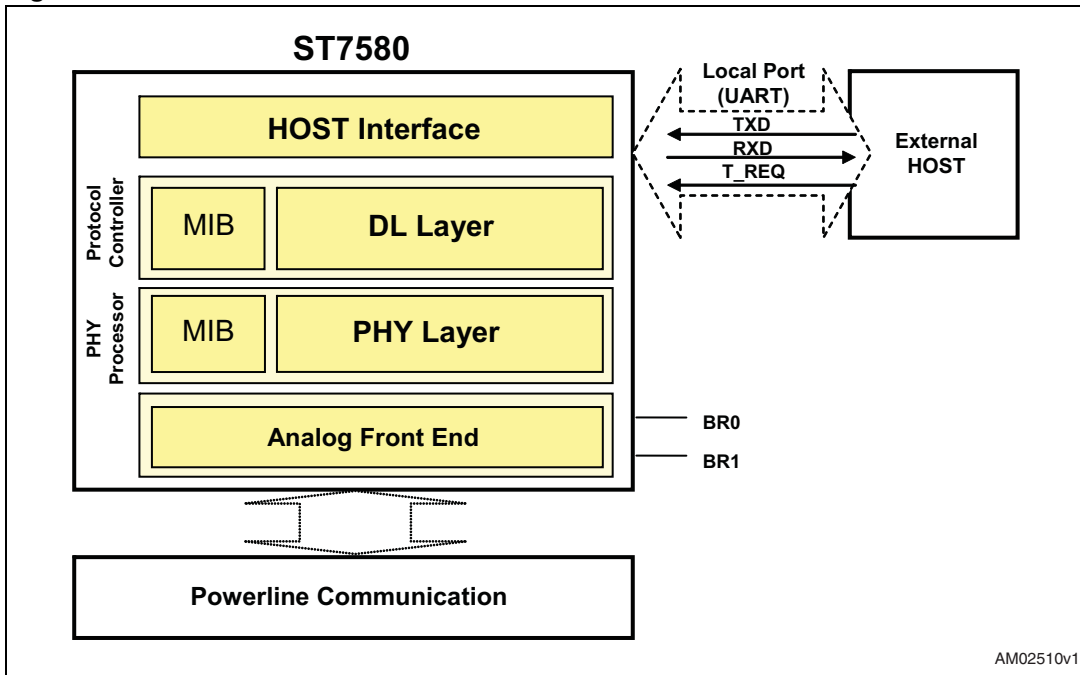 ST7580
HOST Interface
Protocol
Controller
MIB
DL Layer
PHY
Processor
MIB
PHY Layer
Analog Front End
Local Port
(UART)
TXD
RXD
T_REQ
External
HOST
BR0
BR1
Powerline Communication
AM02510v1